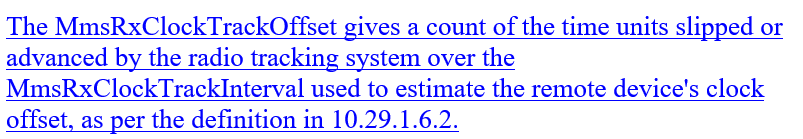 The MmsRxClockTrackOffset gives a count of the time units slipped or
advanced by the radio tracking system over the
MmsRxClockTrackInterval used to estimate the remote device's clock
offset, as per the definition in 10.29.1.6.2.